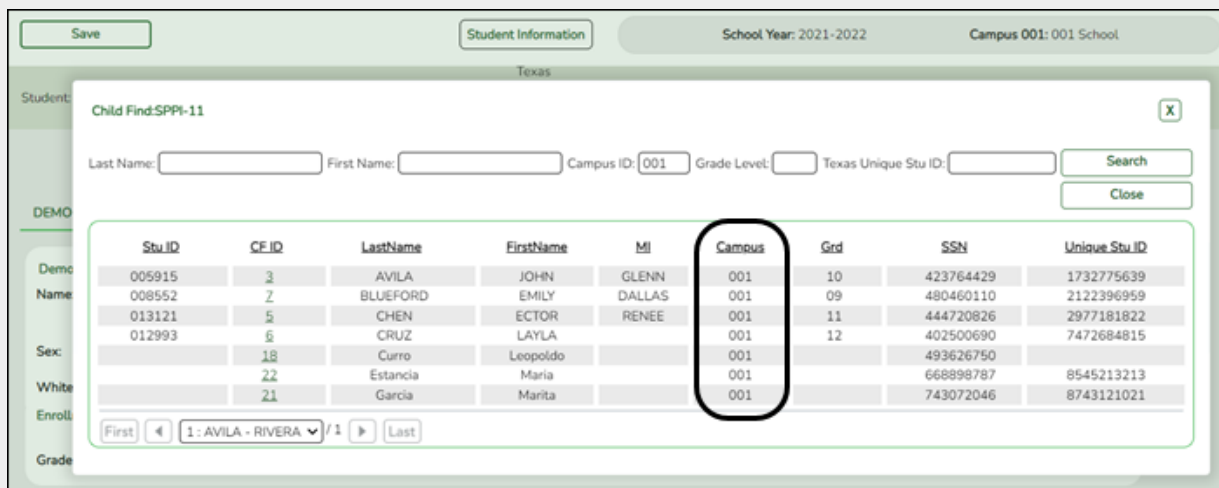 Save Student Information School Year: 2021-2022 Campus 001: 001 School
Texas
Student:
Child Find:SPPI-11 X
Last Name: First Name: Campus ID: 001 Grade Level: Texas Unique Stu ID: Search
Close
DEMO
Stu ID CF ID LastName FirstName MI Campus Grd SSN Unique Stu ID
Demo 005915 3 AVILA JOHN GLENN 001 10 423764429 1732775639
Name: 008552 7 BLUEFORD EMILY DALLAS 001 09 480460110 2122396959
013121 5 CHEN ECTOR RENEE 001 11 444720826 2977181822
012993 6 CRUZ LAYLA 001 12 402500690 7472684815
Sex: 18 Curro Leopoldo 001 493626750
22 Estancia Maria 001 668898787 8545213213
White 21 Garcia Marita 001 743072046 8743121021
Enroll
First 1 : AVILA - RIVERA / 1 Last
Grade